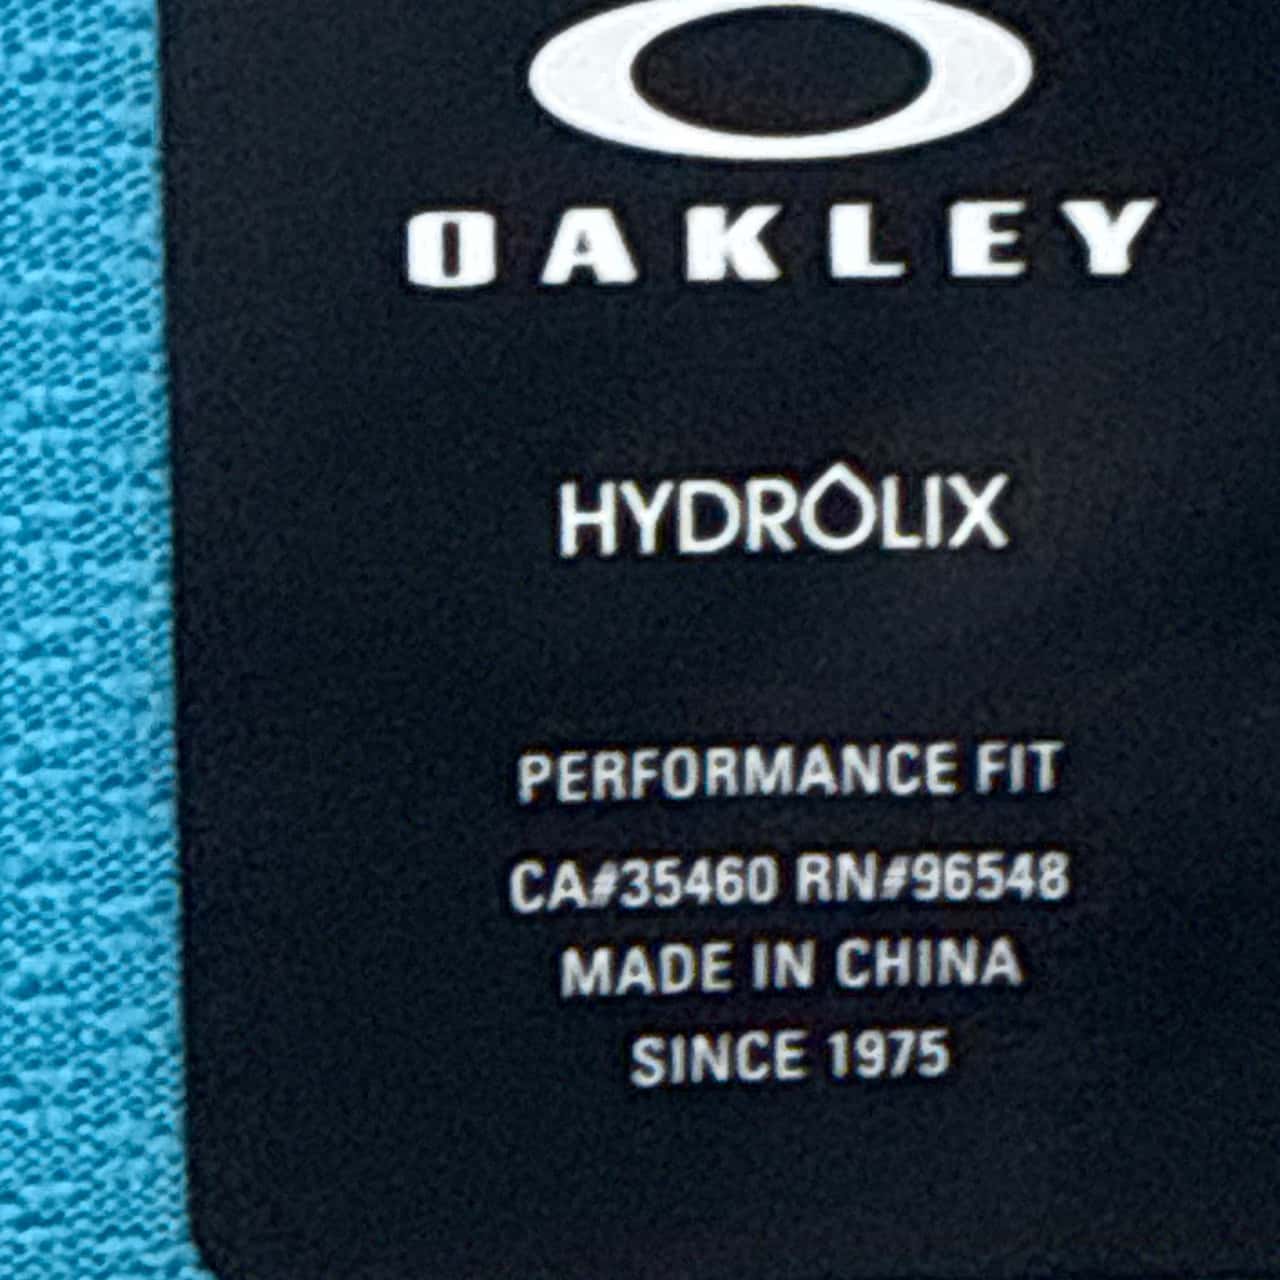 OAKLEY
HYDROLIX
PERFORMANCE FIT
CA#35460 RN#96548
MADE IN CHINA
SINCE 1975